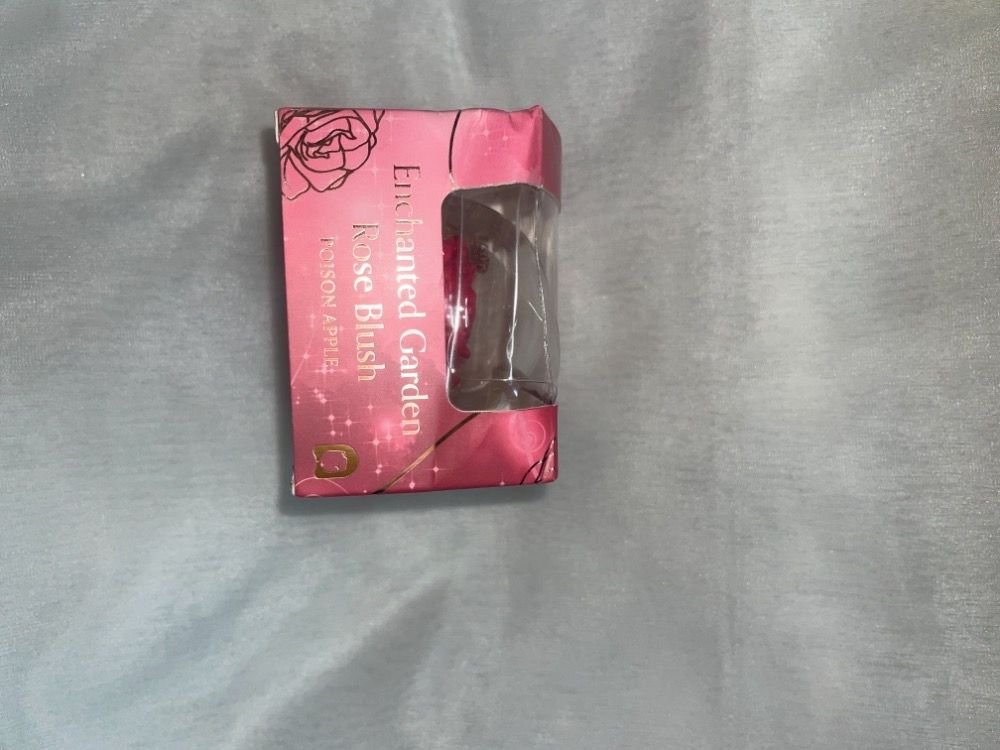 Enchanted Garden
Rose Blush
POISON APPLE